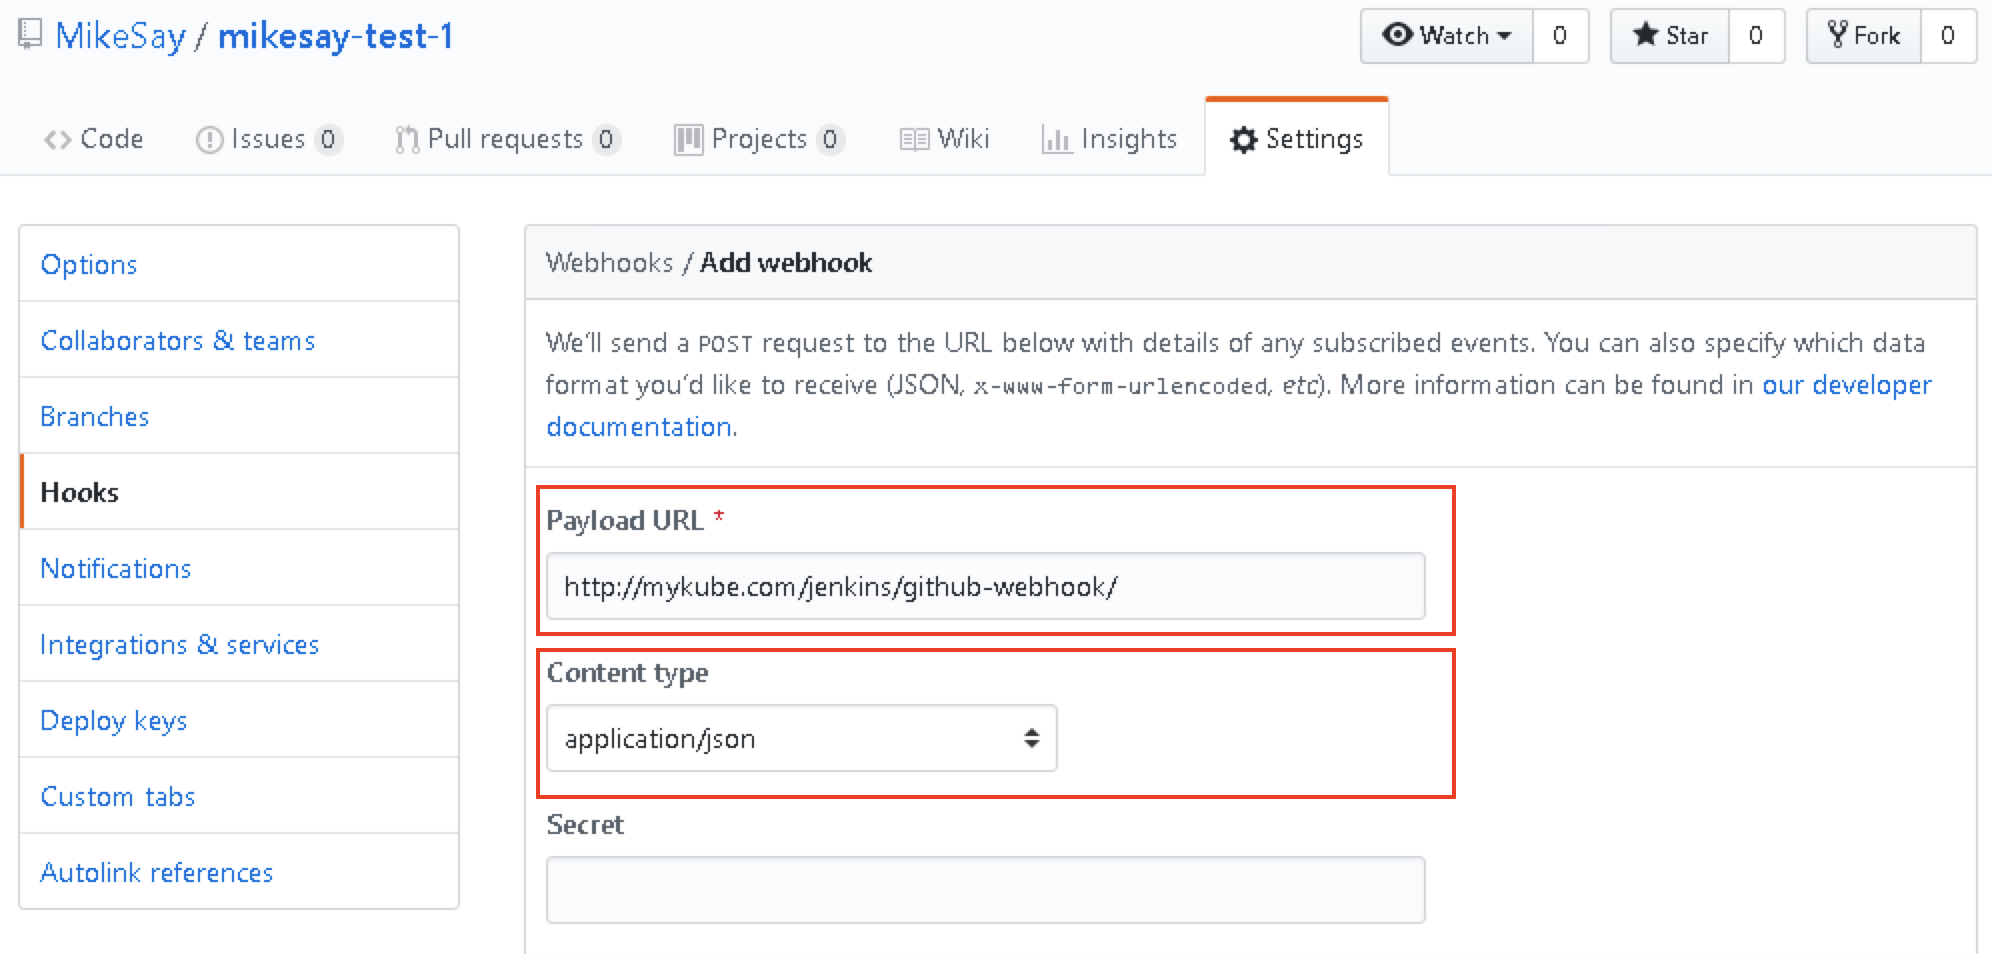 MikeSay / mikesay-test-1
Watch 0 Star 0 Fork 0
Code Issues 0 Pull requests 0 Projects 0 Wiki Insights Settings
Options
Collaborators & teams
Branches
Hooks
Notifications
Integrations & services
Deploy keys
Custom tabs
Autolink references
Webhooks / Add webhook
We'll send a POST request to the URL below with details of any subscribed events. You can also specify which data
format you'd like to receive (JSON, x-www-form-urlencoded, etc). More information can be found in our developer
documentation.
Payload URL *
http://mykube.com/jenkins/github-webhook/
Content type
application/json
Secret